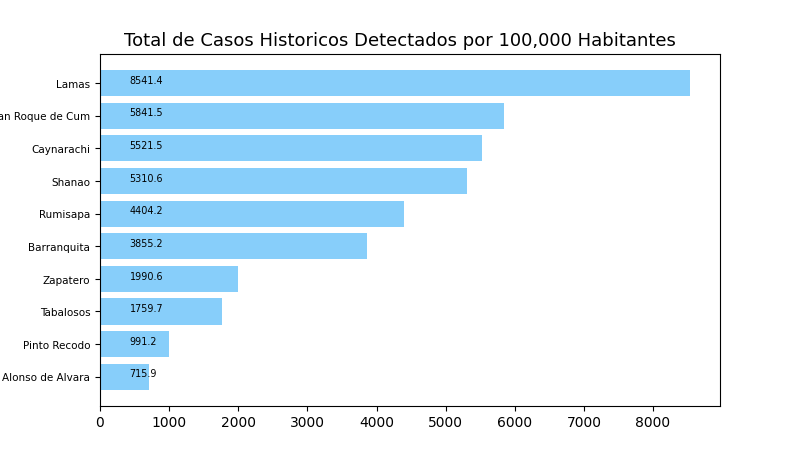 Total de Casos Historicos Detectados por 100,000 Habitantes
Lamas 8541.4
an Roque de Cum 5841.5
Caynarachi 5521.5
Shanao 5310.6
Rumisapa 4404.2
Barranquita 3855.2
Zapatero 1990.6
Tabalosos 1759.7
Pinto Recodo 991.2
Alonso de Alvara 715.9
0 1000 2000 3000 4000 5000 6000 7000 8000